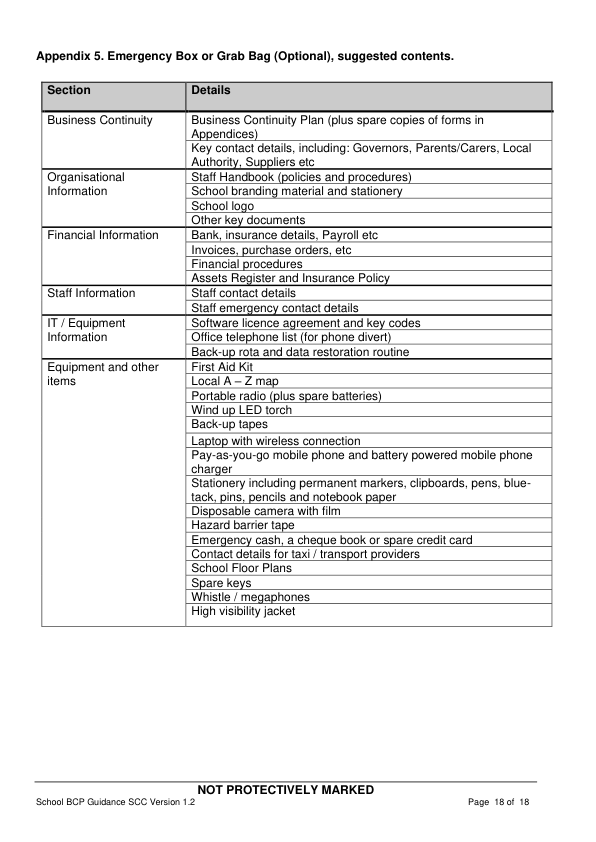 Appendix 5. Emergency Box or Grab Bag (Optional), suggested contents.
Section
Details
Business Continuity
Business Continuity Plan (plus spare copies of forms in
Appendices)
Key contact details, including: Governors, Parents/Carers, Local
Authority, Suppliers etc
Organisational
Information
Staff Handbook (policies and procedures)
School branding material and stationery
School logo
Other key documents
Financial Information
Bank, insurance details, Payroll etc
Invoices, purchase orders, etc
Financial procedures
Assets Register and Insurance Policy
Staff Information
Staff contact details
Staff emergency contact details
IT / Equipment
Information
Software licence agreement and key codes
Office telephone list (for phone divert)
Back-up rota and data restoration routine
Equipment and other
items
First Aid Kit
Local A – Z map
Portable radio (plus spare batteries)
Wind up LED torch
Back-up tapes
Laptop with wireless connection
Pay-as-you-go mobile phone and battery powered mobile phone
charger
Stationery including permanent markers, clipboards, pens, blue-
tack, pins, pencils and notebook paper
Disposable camera with film
Hazard barrier tape
Emergency cash, a cheque book or spare credit card
Contact details for taxi / transport providers
School Floor Plans
Spare keys
Whistle / megaphones
High visibility jacket
NOT PROTECTIVELY MARKED
School BCP Guidance SCC Version 1.2
Page 18 of 18